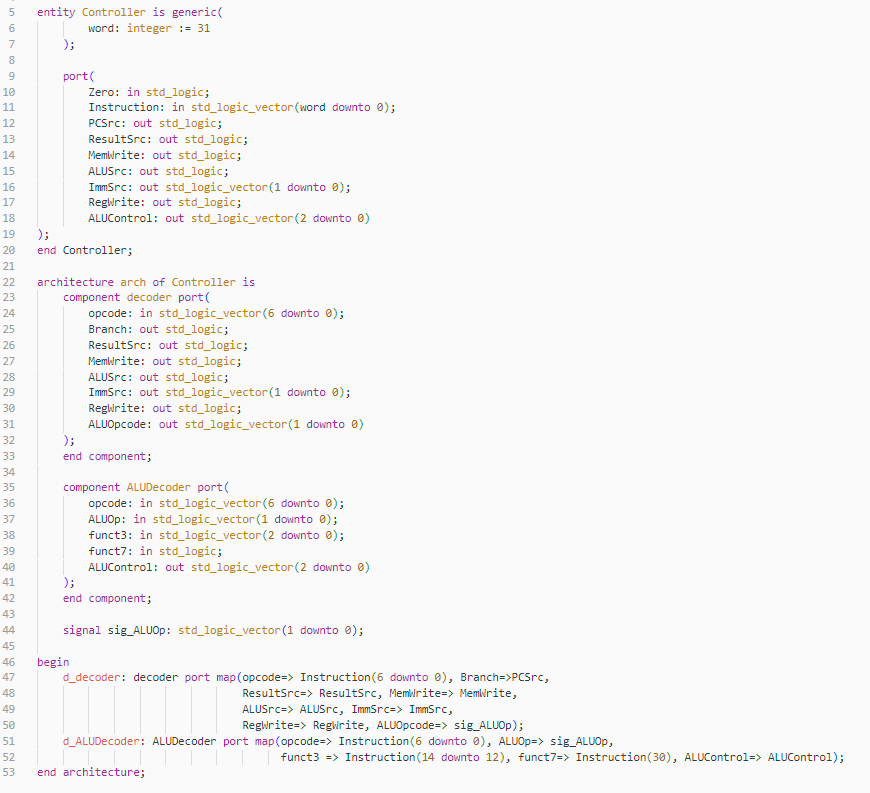 5 entity Controller is generic(
6 word: integer := 31
7 );
8
9 port(
10 Zero: in std_logic;
11 Instruction: in std_logic_vector(word downto 0);
12 PCSrc: out std_logic;
13 ResultSrc: out std_logic;
14 MemWrite: out std_logic;
15 ALUSrc: out std_logic;
16 ImmSrc: out std_logic_vector(1 downto 0);
17 RegWrite: out std_logic;
18 ALUControl: out std_logic_vector(2 downto 0)
19 );
20 end Controller;
21
22 architecture arch of Controller is
23 component decoder port(
24 opcode: in std_logic_vector(6 downto 0);
25 Branch: out std_logic;
26 ResultSrc: out std_logic;
27 MemWrite: out std_logic;
28 ALUSrc: out std_logic;
29 ImmSrc: out std_logic_vector(1 downto 0);
30 RegWrite: out std_logic;
31 ALUOpcode: out std_logic_vector(1 downto 0)
32 );
33 end component;
34
35 component ALUDecoder port(
36 opcode: in std_logic_vector(6 downto 0);
37 ALUOp: in std_logic_vector(1 downto 0);
38 funct3: in std_logic_vector(2 downto 0);
39 funct7: in std_logic;
40 ALUControl: out std_logic_vector(2 downto 0)
41 );
42 end component;
43
44 signal sig_ALUOp: std_logic_vector(1 downto 0);
45
46 begin
47 d_decoder: decoder port map(opcode=> Instruction(6 downto 0), Branch=>PCSrc,
48 ResultSrc=> ResultSrc, MemWrite=> MemWrite,
49 ALUSrc=> ALUSrc, ImmSrc=> ImmSrc,
50 RegWrite=> RegWrite, ALUOpcode=> sig_ALUOp);
51 d_ALUDecoder: ALUDecoder port map(opcode=> Instruction(6 downto 0), ALUOp=> sig_ALUOp,
52 funct3 => Instruction(14 downto 12), funct7=> Instruction(30), ALUControl=> ALUControl);
53 end architecture;